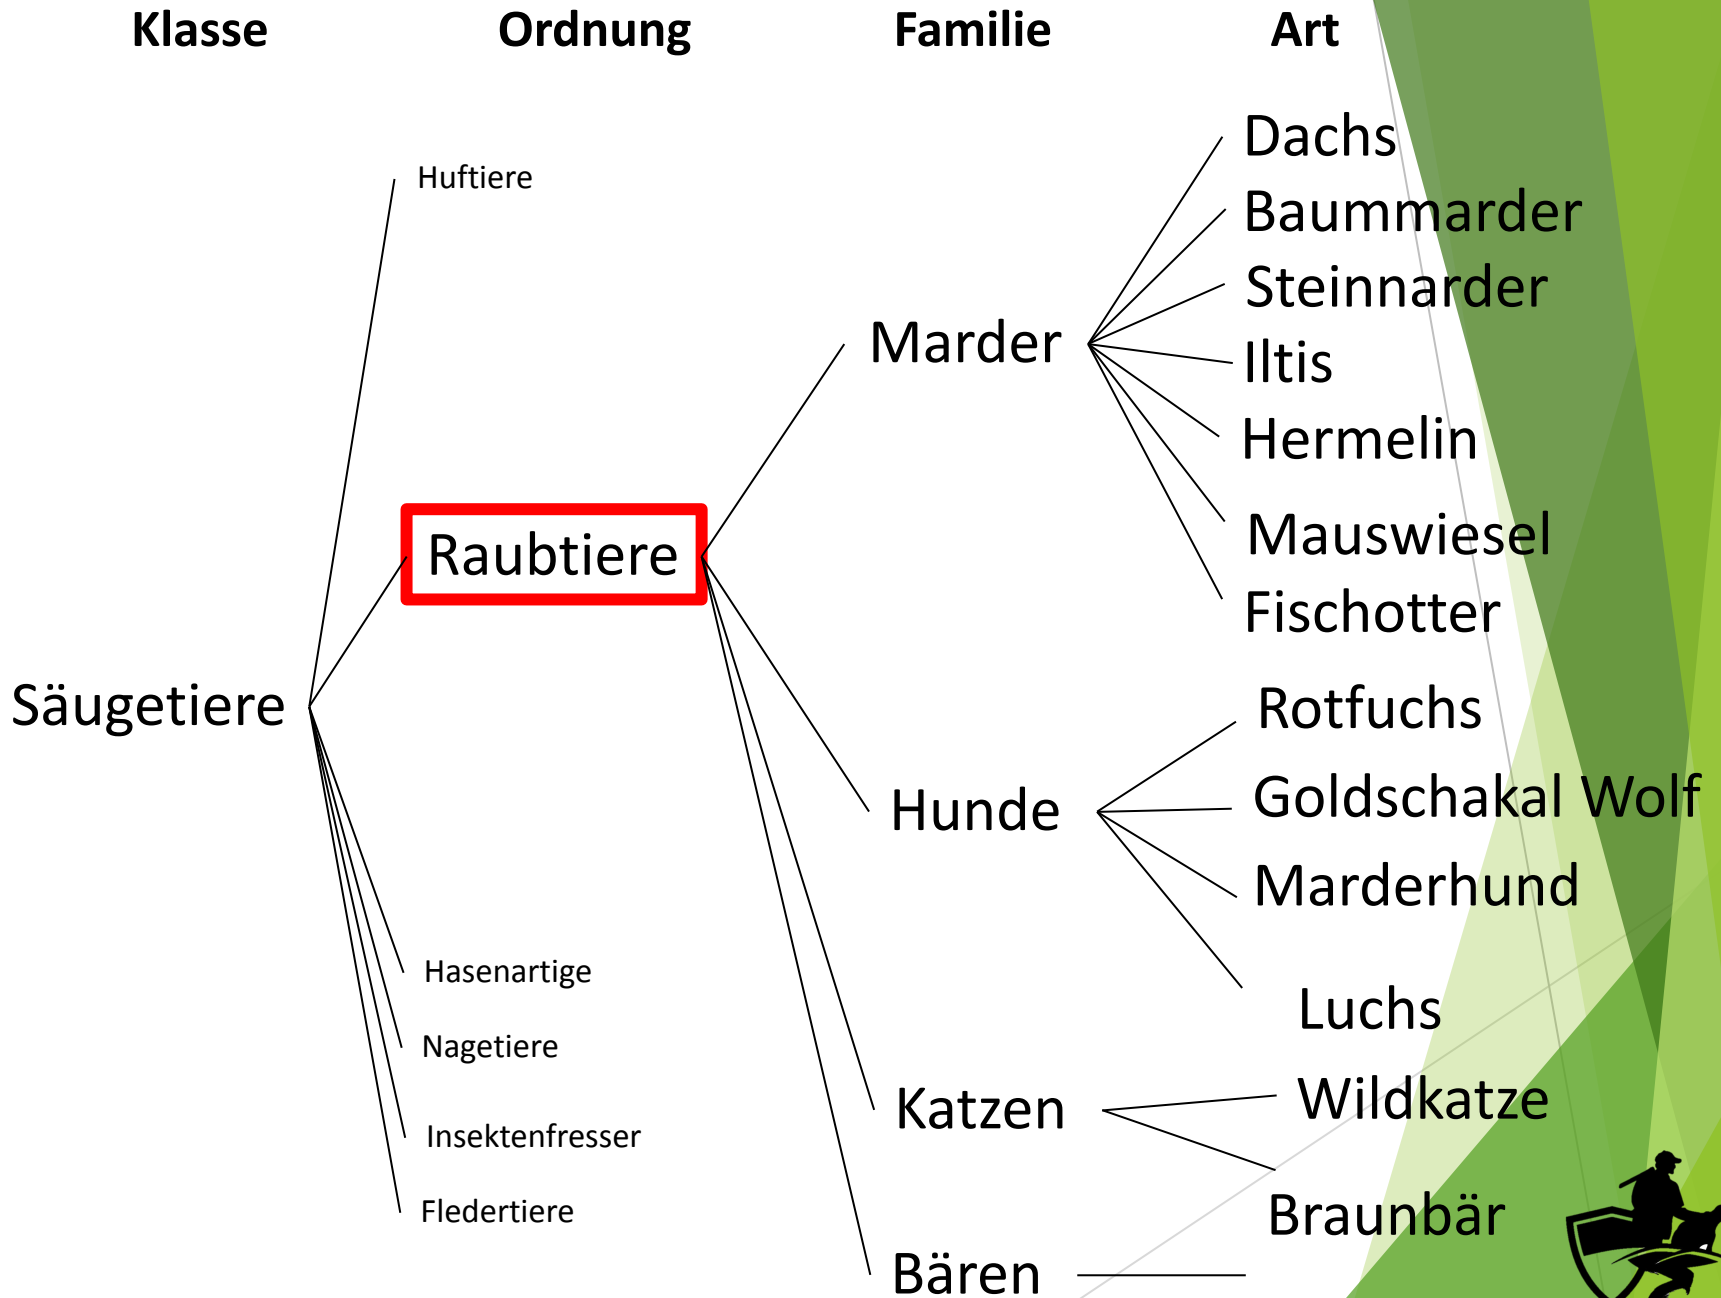 Klasse Ordnung Familie Art
Säugetiere
Huftiere
Raubtiere
Hasenartige
Nagetiere
Insektenfresser
Fledertiere
Marder
Hunde
Katzen
Bären
Dachs
Baummarder
Steinnarder
Iltis
Hermelin
Mauswiesel
Fischotter
Rotfuchs
Goldschakal Wolf
Marderhund
Luchs
Wildkatze
Braunbär